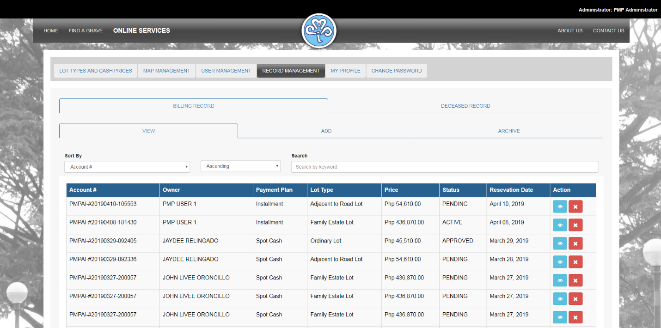 Administrator: PMP Administrator
HOME FIND A GRAVE ONLINE SERVICES ABOUT US CONTACT US
LOT TYPES AND CASH PRICES MAP MANAGEMENT USER MANAGEMENT RECORD MANAGEMENT MY PROFILE CHANGE PASSWORD
BILLING RECORD DECEASED RECORD
VIEW ADD ARCHIVE
Sort By Search
Account # Ascending Search by keyword
Account # Owner Payment Plan Lot Type Price Status Reservation Date Action
PMPAI-#20190410-105553 PMP USER 1 Installment Adjacent to Road Lot Php 54,610.00 PENDING April 10, 2019
PMPAI-#20190408-101430 PMP USER 1 Installment Family Estate Lot Php 436,870.00 ACTIVE April 08, 2019
PMPAI-#20190329-092405 JAYDEE RELINGADO Spot Cash Ordinary Lot Php 45,510.00 APPROVED March 29, 2019
PMPAI-#20190329-092336 JAYDEE RELINGADO Spot Cash Adjacent to Road Lot Php 54,610.00 PENDING March 29, 2019
PMPAI-#20190327-200057 JOHN LIVEE ORONCILLO Spot Cash Family Estate Lot Php 436,870.00 PENDING March 27, 2019
PMPAI-#20190327-200057 JOHN LIVEE ORONCILLO Spot Cash Family Estate Lot Php 436,870.00 PENDING March 27, 2019
PMPAI-#20190327-200057 JOHN LIVEE ORONCILLO Spot Cash Family Estate Lot Php 436,870.00 PENDING March 27, 2019